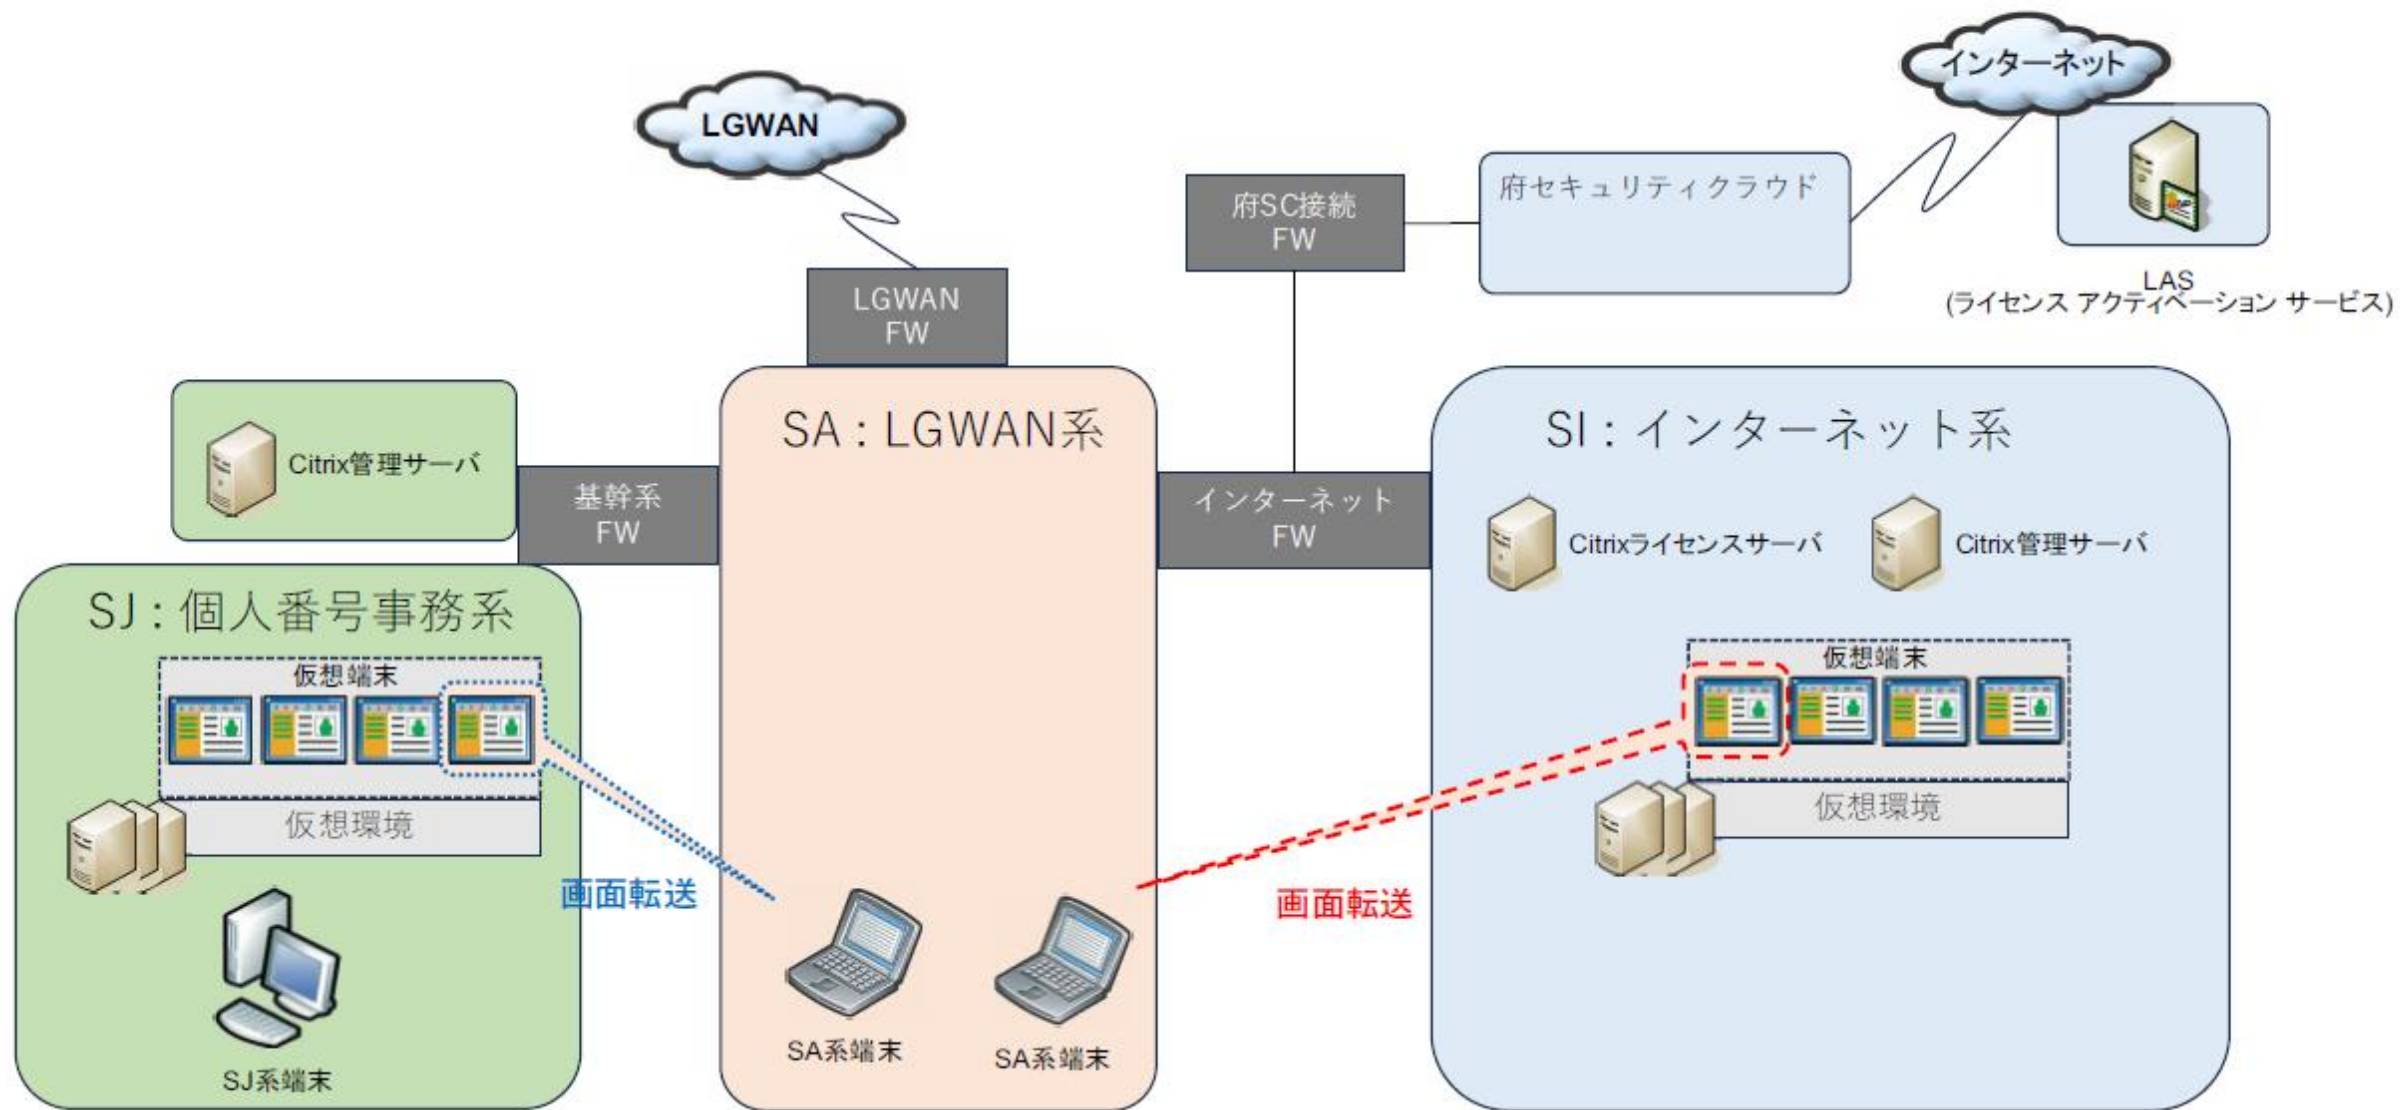 インターネット
LGWAN
府セキュリティクラウド
府SC接続
FW
LAS
(ライセンス アクティベーション サービス)
LGWAN
FW
SA：LGWAN系
SI：インターネット系
Citrix管理サーバ
基幹系
FW
インターネット
FW
Citrixライセンスサーバ
Citrix管理サーバ
SJ：個人番号事務系
仮想端末
仮想環境
仮想端末
仮想環境
画面転送
画面転送
SA系端末
SA系端末
SJ系端末